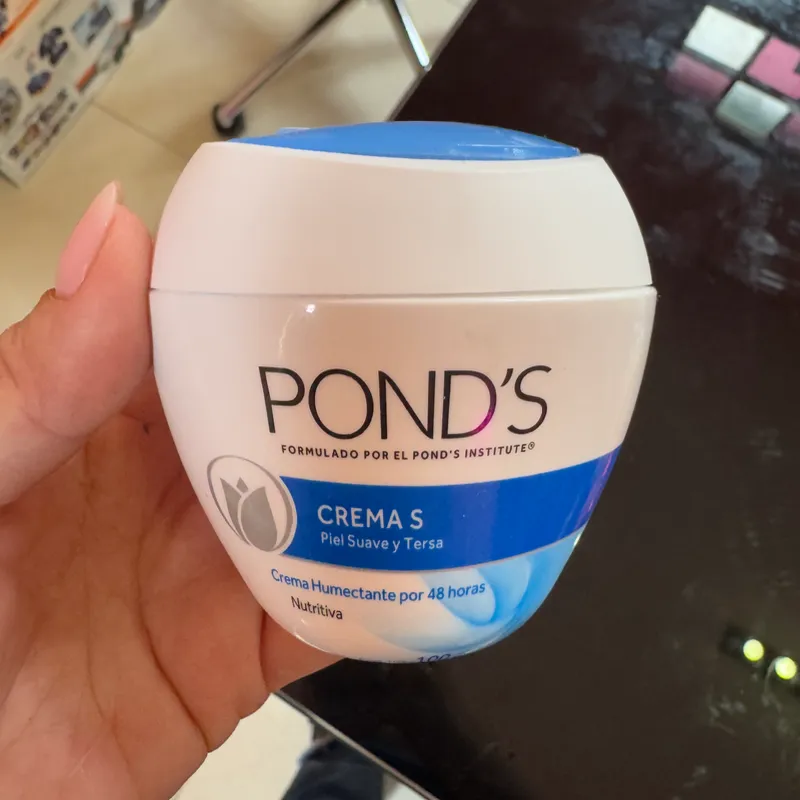 POND'S
FORMULADO POR EL POND'S INSTITUTE®
CREMA S
Piel Suave y Tersa
Crema Humectante por 48 horas
Nutritiva